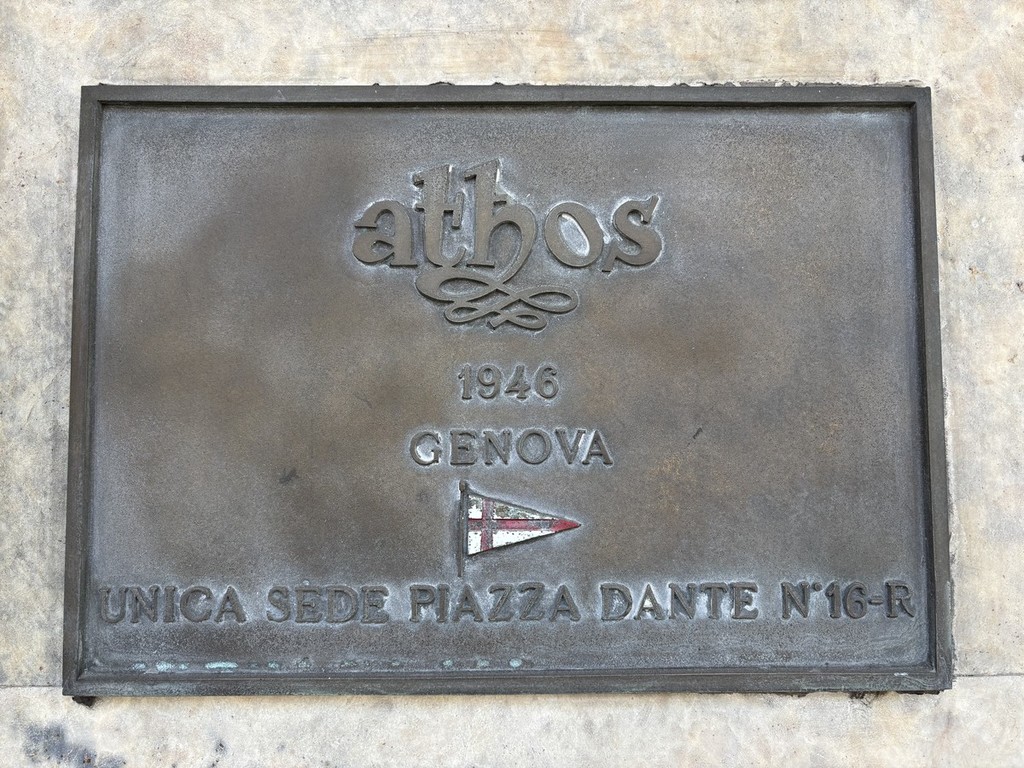 athos
1946
GENOVA
UNICA SEDE PIAZZA DANTE N°16-R